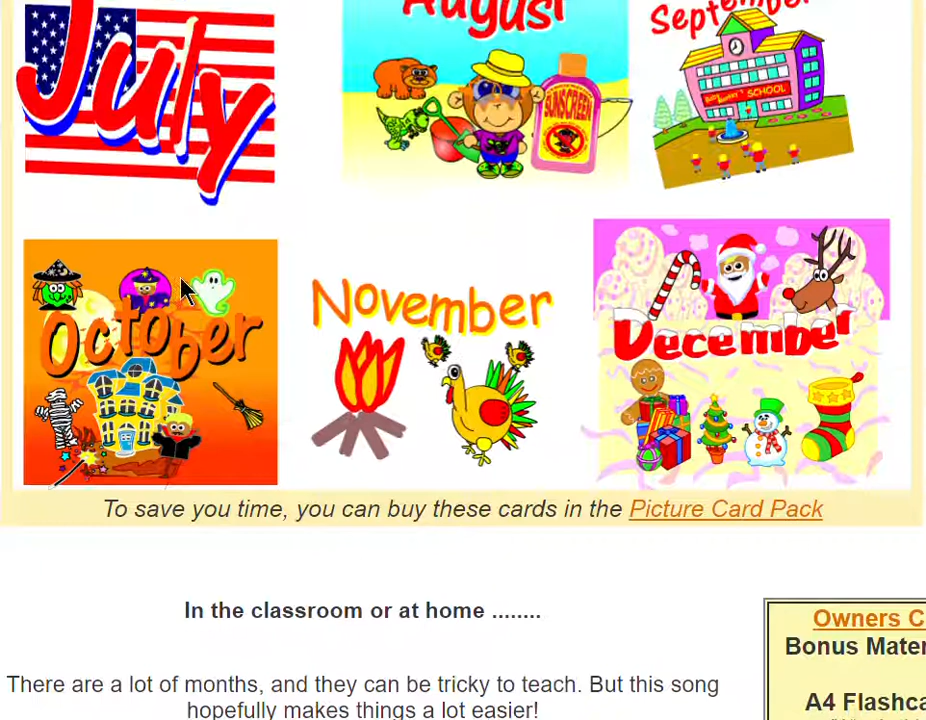 July
August
September
SUNSCREEN
SCHOOL
October
November
December
To save you time, you can buy these cards in the Picture Card Pack
In the classroom or at home ........
Owners C
Bonus Mater
There are a lot of months, and they can be tricky to teach. But this song
hopefully makes things a lot easier!
A4 Flashca